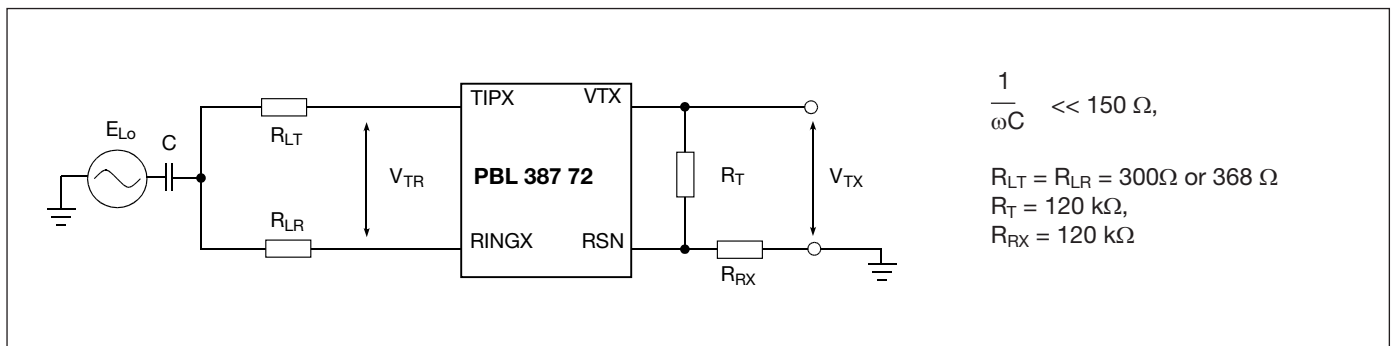 E_Lo
C
R_LT
V_TR
R_LR
TIPX
VTX
PBL 387 72
RINGX
RSN
R_T
V_TX
R_RX
1
ωC
<< 150 Ω,
R_LT = R_LR = 300Ω or 368 Ω
R_T = 120 kΩ,
R_RX = 120 kΩ